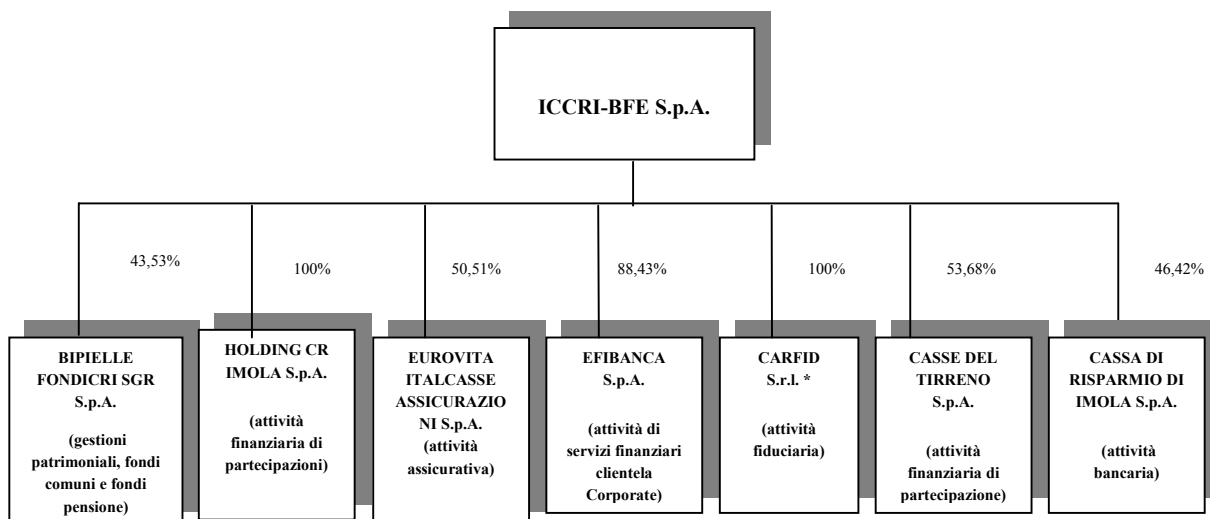 ICCRI-BFE S.p.A.
43,53%
100%
50,51%
88,43%
100%
53,68%
46,42%
BIPIELLE
FONDICRI SGR
S.p.A.
(gestioni
patrimoniali, fondi
comuni e fondi
pensione)
HOLDING CR
IMOLA S.p.A.
(attività
finanziaria di
partecipazioni)
EUROVITA
ITALCASSE
ASSICURAZIO
NI S.p.A.
(attività
assicurativa)
EFIBANCA
S.p.A.
(attività di
servizi finanziari
clientela
Corporate)
CARFID
S.r.l. *
(attività
fiduciaria)
CASSE DEL
TIRRENO
S.p.A.
(attività
finanziaria di
partecipazione)
CASSA DI
RISPARMIO DI
IMOLA S.p.A.
(attività
bancaria)